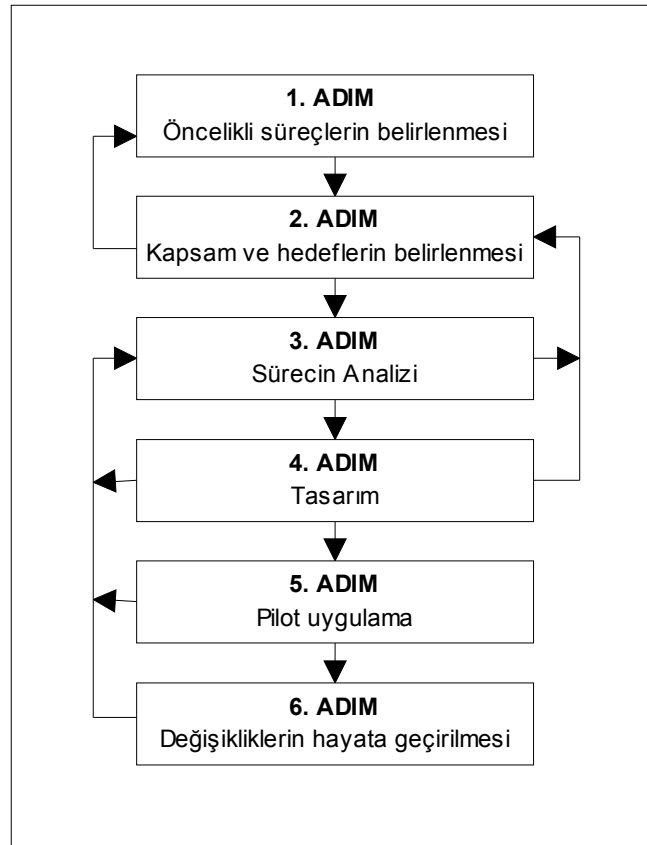 1. ADIM
Öncelikli süreçlerin belirlenmesi
2. ADIM
Kapsam ve hedeflerin belirlenmesi
3. ADIM
Sürecin Analizi
4. ADIM
Tasarım
5. ADIM
Pilot uygulama
6. ADIM
Değişikliklerin hayata geçirilmesi